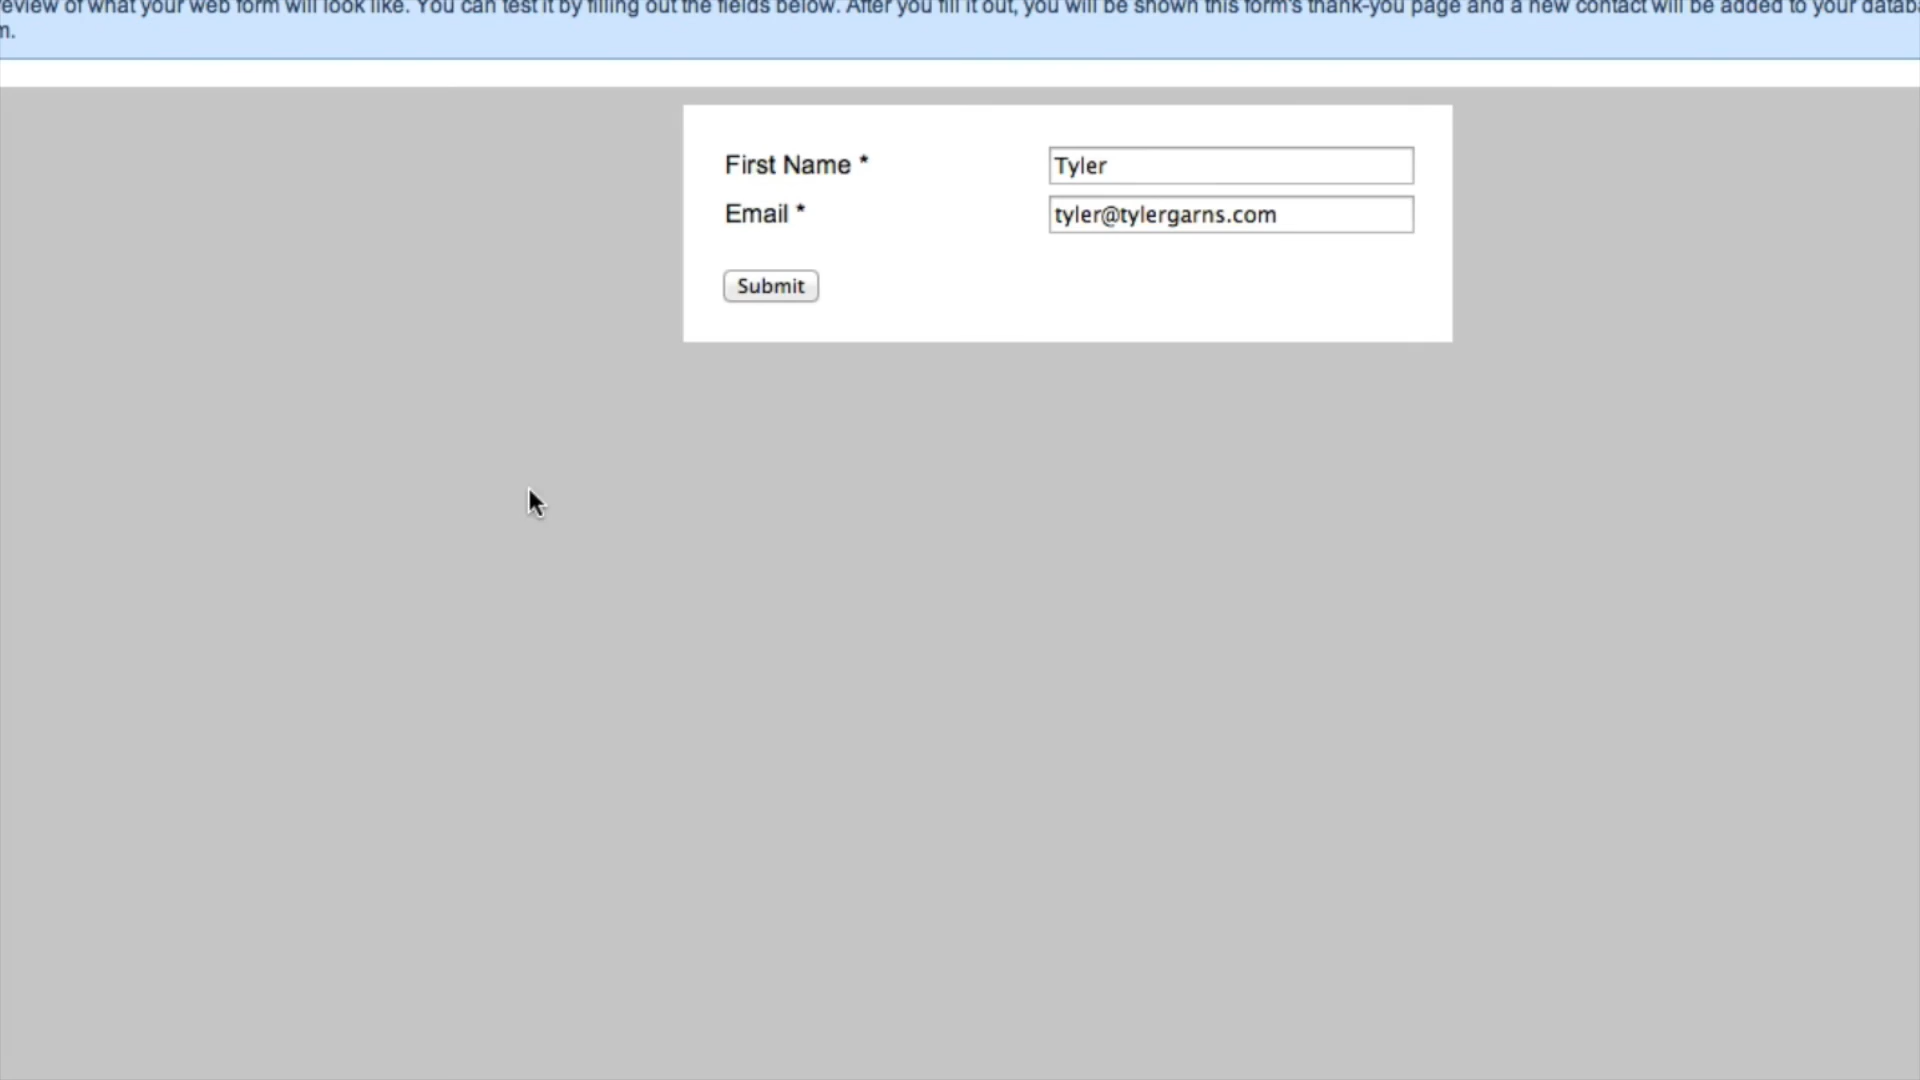 review of what your web form will look like. You can test it by filling out the fields below. After you fill it out, you will be shown this form's thank-you page and a new contact will be added to your
First Name *
Tyler
Email *
tyler@tylergarns.com
Submit